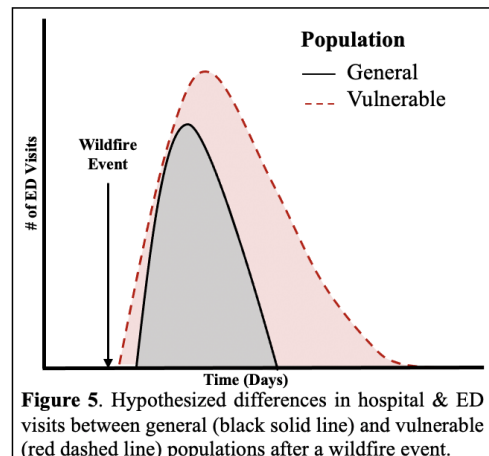 Population
General
Vulnerable
Wildfire
Event
# of ED Visits
Time (Days)
Figure 5. Hypothesized differences in hospital & ED
visits between general (black solid line) and vulnerable
(red dashed line) populations after a wildfire event.